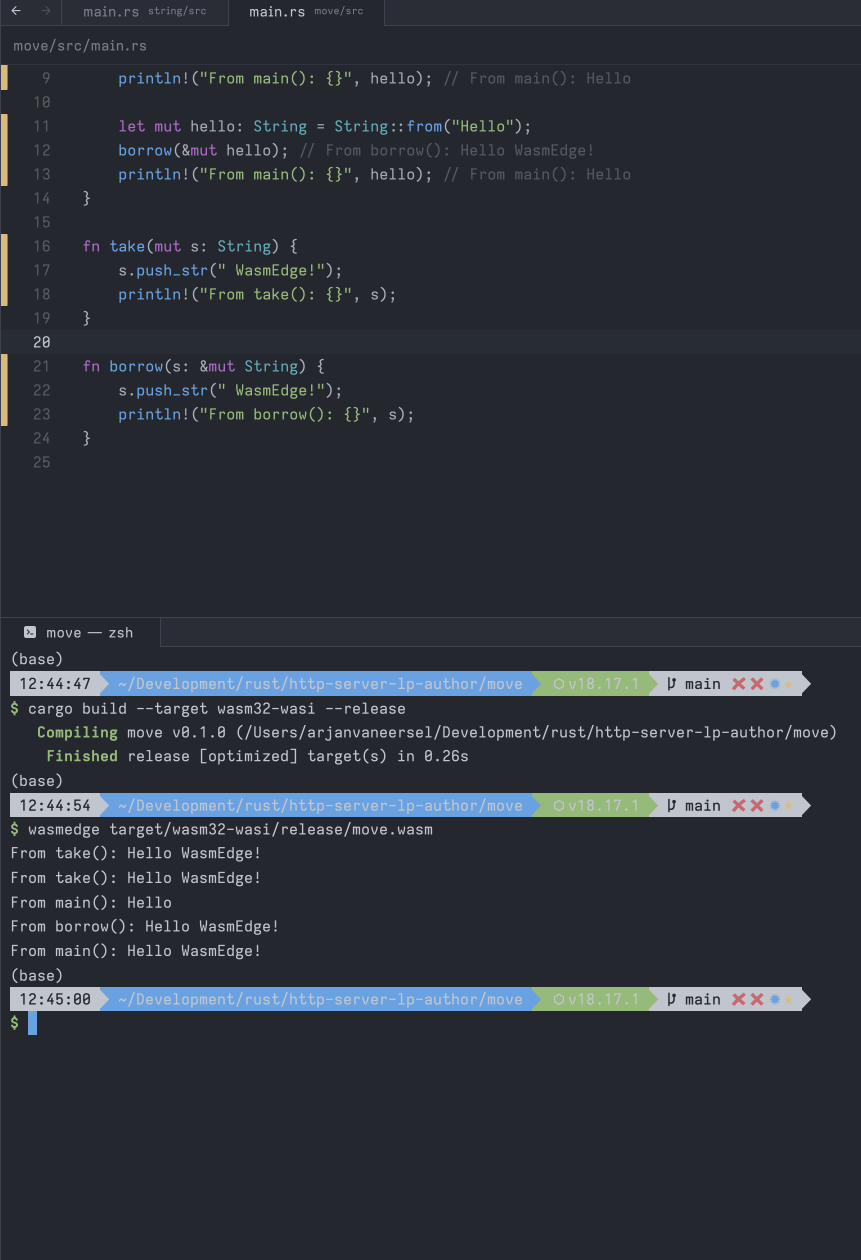 ← → main.rs string/src main.rs move/src
move/src/main.rs
9 println!("From main(): {}", hello); // From main(): Hello
10
11 let mut hello: String = String::from("Hello");
12 borrow(&mut hello); // From borrow(): Hello WasmEdge!
13 println!("From main(): {}", hello); // From main(): Hello
14 }
15
16 fn take(mut s: String) {
17 s.push_str(" WasmEdge!");
18 println!("From take(): {}", s);
19 }
20
21 fn borrow(s: &mut String) {
22 s.push_str(" WasmEdge!");
23 println!("From borrow(): {}", s);
24 }
25
move — zsh
(base)
12:44:47 ~/Development/rust/http-server-lp-author/move v18.17.1 main
$ cargo build --target wasm32-wasi --release
Compiling move v0.1.0 (/Users/arjanvaneersel/Development/rust/http-server-lp-author/move)
Finished release [optimized] target(s) in 0.26s
(base)
12:44:54 ~/Development/rust/http-server-lp-author/move v18.17.1 main
$ wasmedge target/wasm32-wasi/release/move.wasm
From take(): Hello WasmEdge!
From take(): Hello WasmEdge!
From main(): Hello
From borrow(): Hello WasmEdge!
From main(): Hello WasmEdge!
(base)
12:45:00 ~/Development/rust/http-server-lp-author/move v18.17.1 main
$